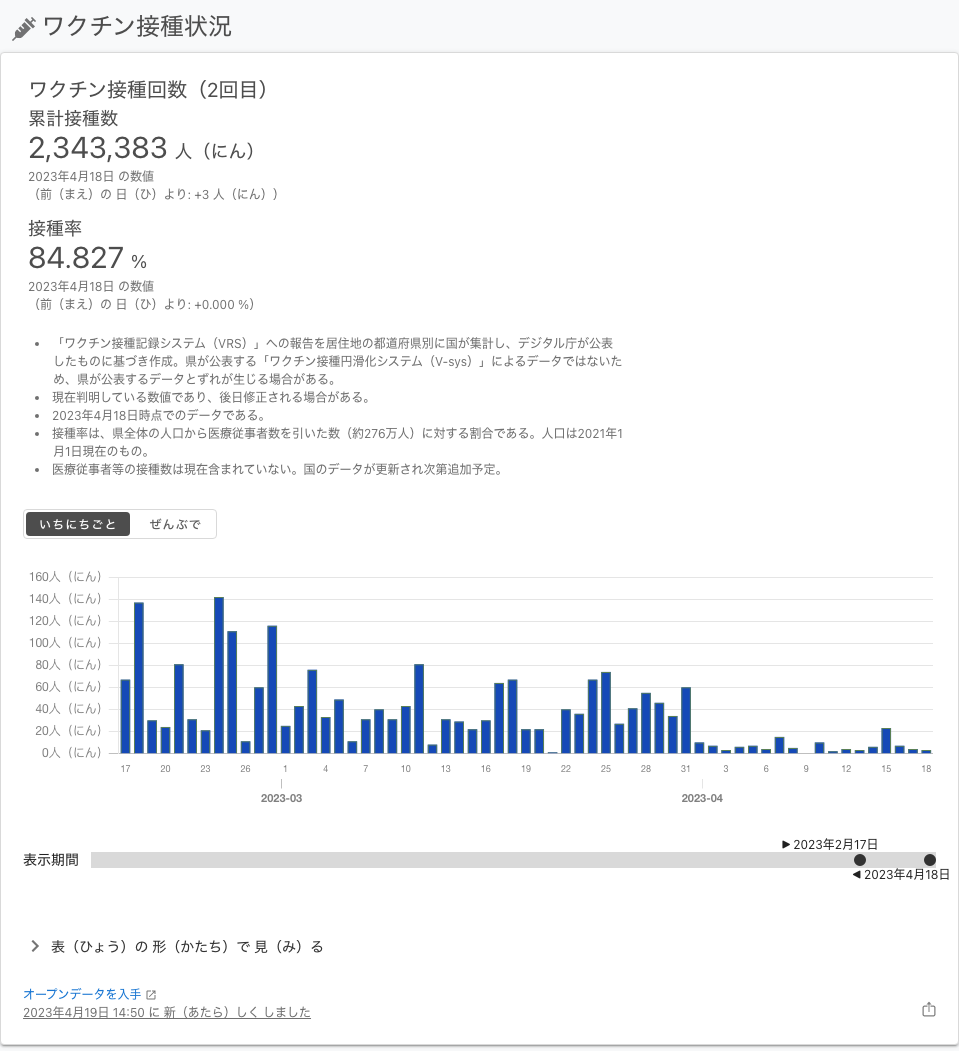 ワクチン接種状況
ワクチン接種回数（2回目）
累計接種数
2,343,383 人（にん）
2023年4月18日 の数値
（前（まえ）の 日（ひ）より: +3 人（にん））
接種率
84.827 %
2023年4月18日 の数値
（前（まえ）の 日（ひ）より: +0.000 %）
• 「ワクチン接種記録システム（VRS）」への報告を居住地の都道府県別に国が集計し、デジタル庁が公表
したものに基づき作成。県が公表する「ワクチン接種円滑化システム（V-sys）」によるデータではないた
め、県が公表するデータとずれが生じる場合がある。
• 現在判明している数値であり、後日修正される場合がある。
• 2023年4月18日時点でのデータである。
• 接種率は、県全体の人口から医療従事者数を引いた数（約276万人）に対する割合である。人口は2021年1
月1日現在のもの。
• 医療従事者等の接種数は現在含まれていない。国のデータが更新され次第追加予定。
いちにちごと ぜんぶで
160人（にん）
140人（にん）
120人（にん）
100人（にん）
80人（にん）
60人（にん）
40人（にん）
20人（にん）
0人（にん）
17 20 23 26 1 4 7 10 13 16 19 22 25 28 31 3 6 9 12 15 18
2023-03 2023-04
▶ 2023年2月17日
表示期間
◀ 2023年4月18日
表（ひょう）の 形（かたち）で 見（み）る
オープンデータを入手
2023年4月19日 14:50 に 新（あたら）しく しました